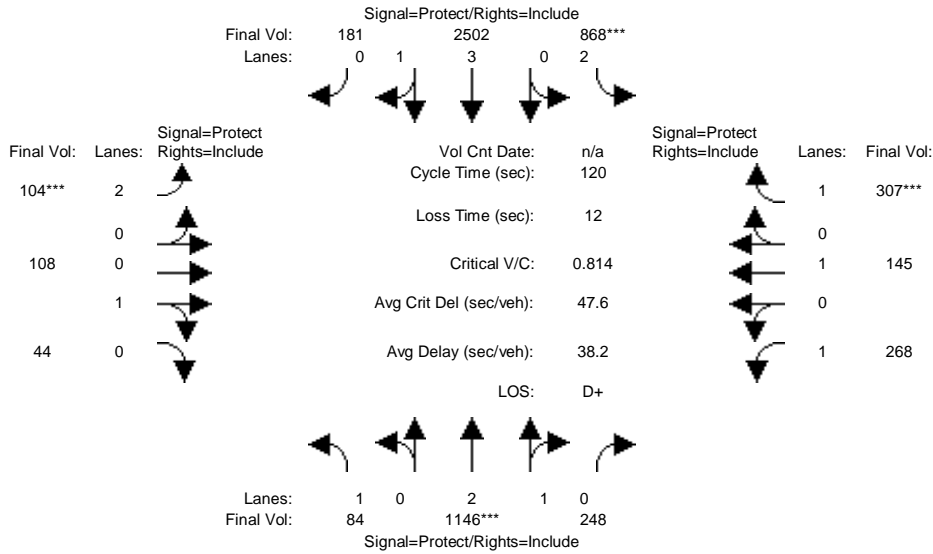 Signal=Protect/Rights=Include
Final Vol: 181 2502 868***
Lanes: 0 1 3 0 2
Signal=Protect Signal=Protect
Final Vol: Lanes: Rights=Include Vol Cnt Date: n/a Rights=Include Lanes: Final Vol:
Cycle Time (sec): 120
104*** 2 1 307***
Loss Time (sec): 12
0 0
108 0 Critical V/C: 0.814 1 145
1 Avg Crit Del (sec/veh): 47.6 0
44 0 Avg Delay (sec/veh): 38.2 1 268
LOS: D+
Lanes: 1 0 2 1 0
Final Vol: 84 1146*** 248
Signal=Protect/Rights=Include